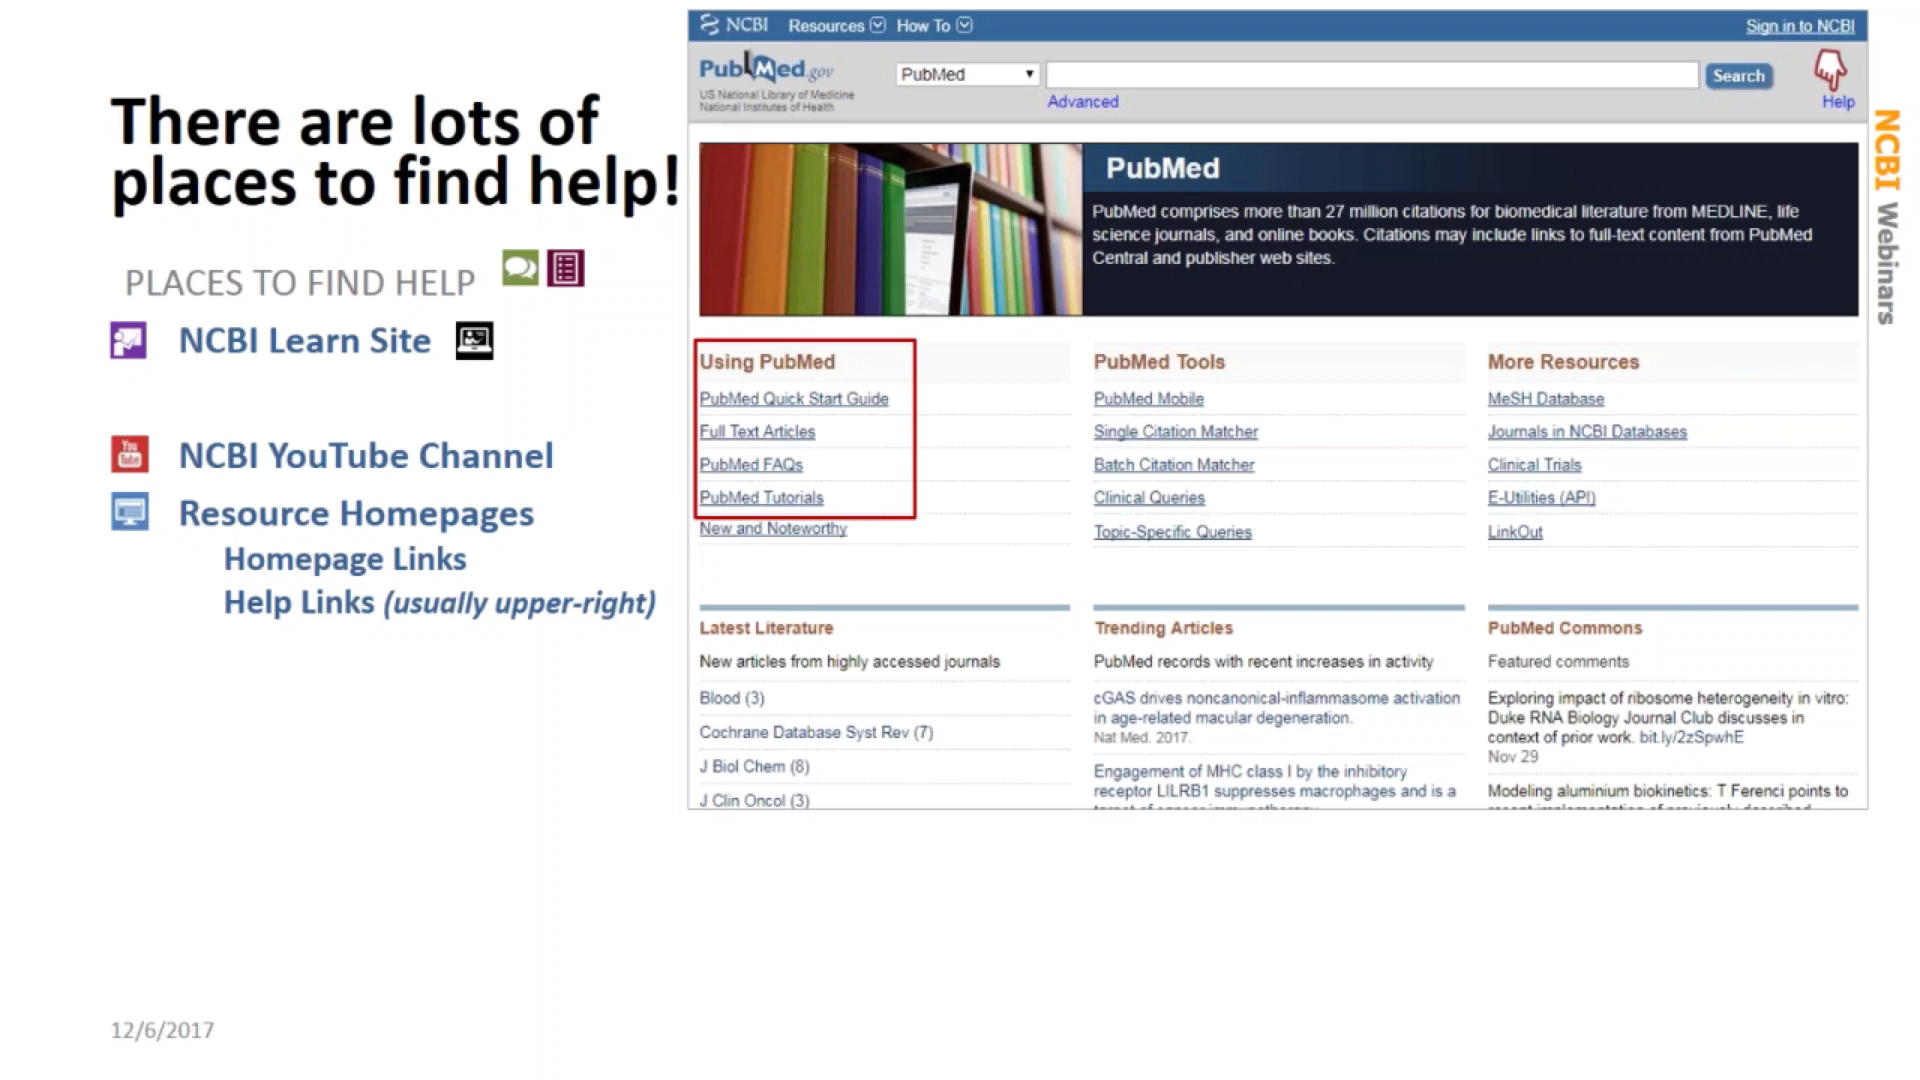 There are lots of
places to find help!
PLACES TO FIND HELP
NCBI Learn Site
You
Tube
NCBI YouTube Channel
Resource Homepages
Homepage Links
Help Links (usually upper-right)
12/6/2017
NCBI Resources How To Sign in to NCBI
PubMed.gov
US National Library of Medicine
National Institutes of Health
PubMed
Search
Advanced
Help
PubMed
PubMed comprises more than 27 million citations for biomedical literature from MEDLINE, life
science journals, and online books. Citations may include links to full-text content from PubMed
Central and publisher web sites.
Using PubMed
PubMed Quick Start Guide
Full Text Articles
PubMed FAQs
PubMed Tutorials
New and Noteworthy
PubMed Tools
PubMed Mobile
Single Citation Matcher
Batch Citation Matcher
Clinical Queries
Topic-Specific Queries
More Resources
MeSH Database
Journals in NCBI Databases
Clinical Trials
E-Utilities (API)
LinkOut
Latest Literature
New articles from highly accessed journals
Blood (3)
Cochrane Database Syst Rev (7)
J Biol Chem (8)
J Clin Oncol (3)
Trending Articles
PubMed records with recent increases in activity
cGAS drives noncanonical-inflammasome activation
in age-related macular degeneration.
Nat Med. 2017.
Engagement of MHC class I by the inhibitory
receptor LILRB1 suppresses macrophages and is a
PubMed Commons
Featured comments
Exploring impact of ribosome heterogeneity in vitro:
Duke RNA Biology Journal Club discusses in
context of prior work. bit.ly/2zSpwhE
Nov 29
Modeling aluminium biokinetics: T Ferenci points to
NCBI Webinars